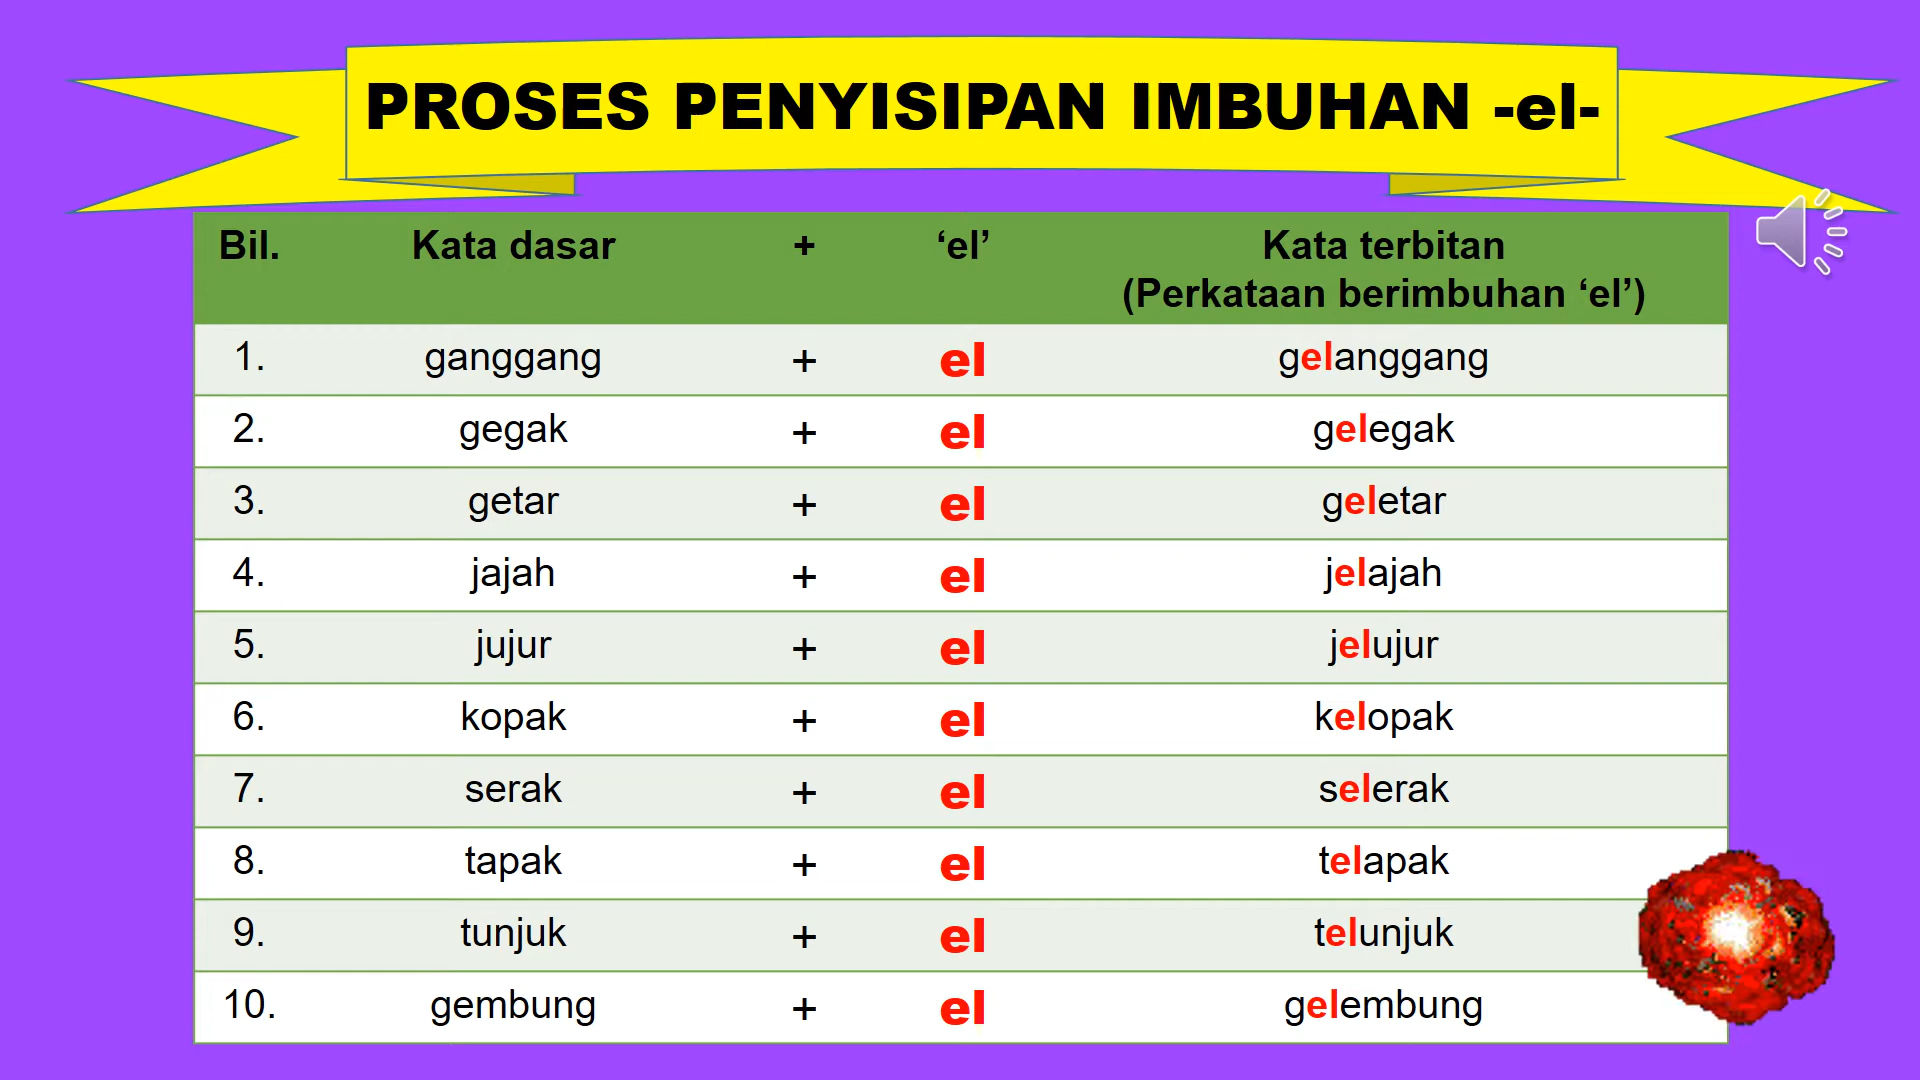 PROSES PENYISIPAN IMBUHAN -el-
Bil. Kata dasar + ‘el’ Kata terbitan
(Perkataan berimbuhan ‘el’)
1. ganggang + el gelanggang
2. gegak + el gelegak
3. getar + el geletar
4. jajah + el jelajah
5. jujur + el jelujur
6. kopak + el kelopak
7. serak + el selerak
8. tapak + el telapak
9. tunjuk + el telunjuk
10. gembung + el gelembung